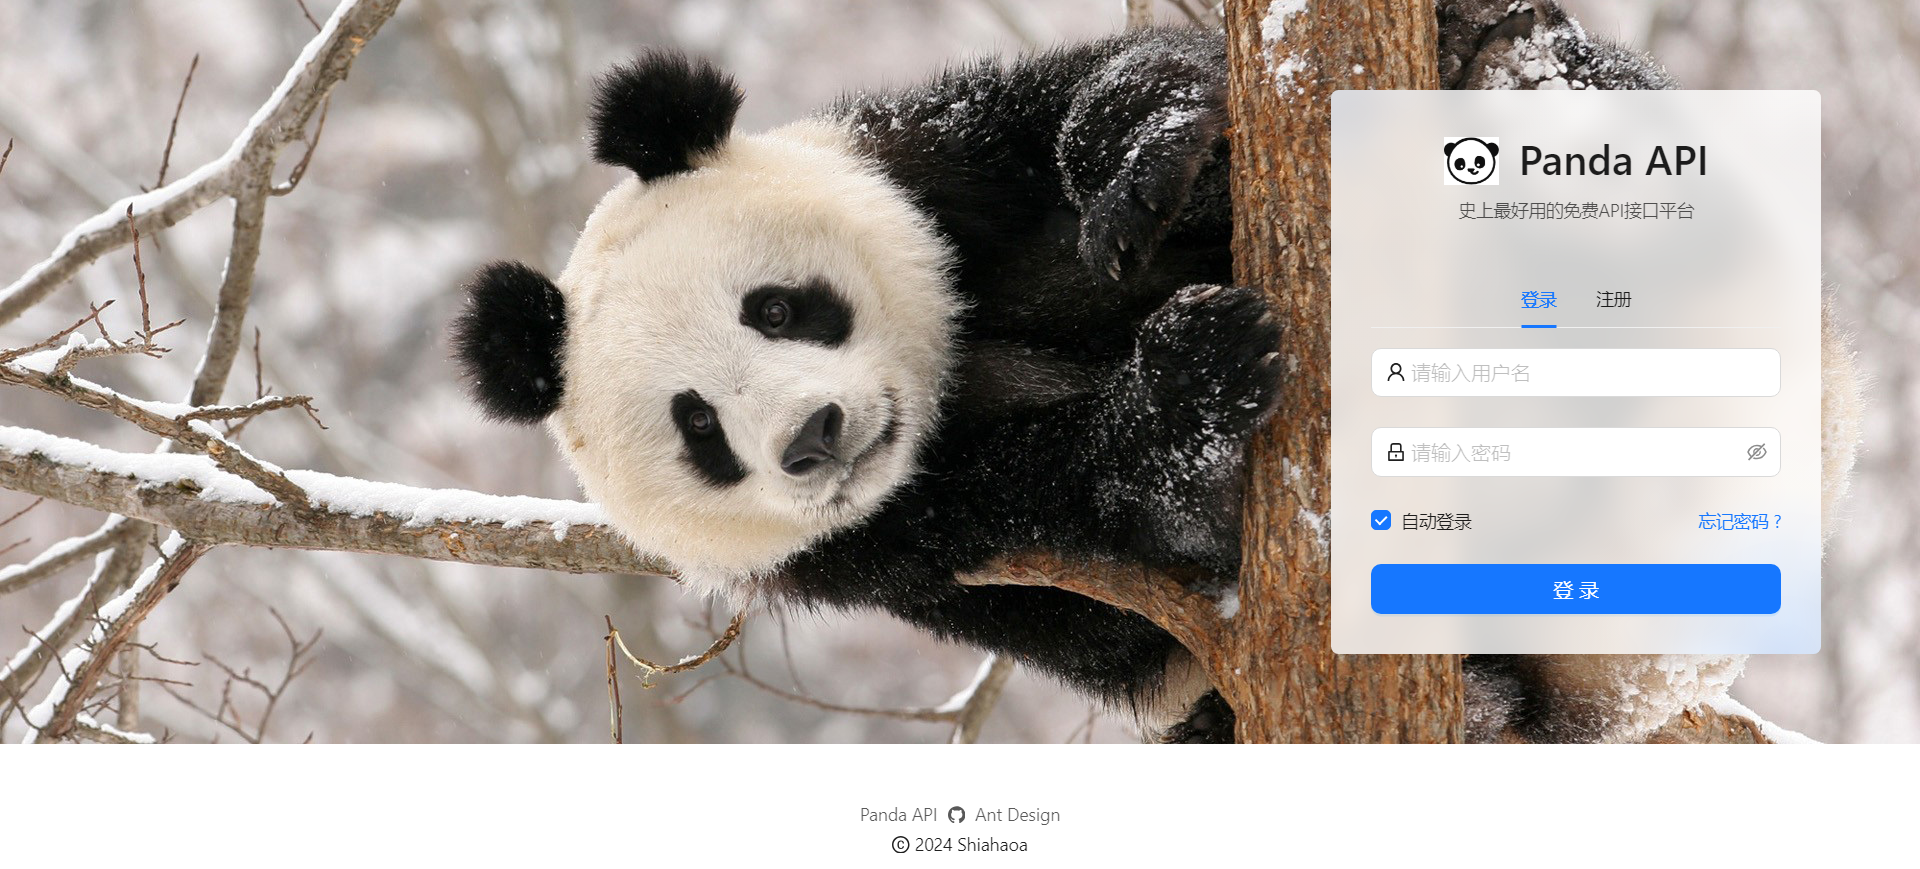 Panda API
史上最好用的免费API接口平台
登录 注册
请输入用户名
请输入密码
自动登录 忘记密码 ?
登 录
Panda API Ant Design
© 2024 Shiahaoa